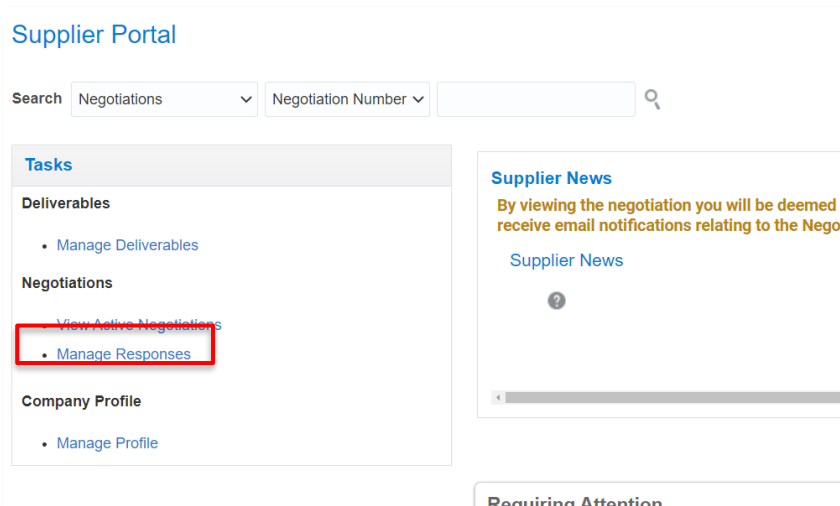 Supplier Portal
Search Negotiations Negotiation Number
Tasks
Deliverables
Manage Deliverables
Negotiations
View Active Negotiations
Manage Responses
Company Profile
Manage Profile
Supplier News
By viewing the negotiation you will be deemed
receive email notifications relating to the Nego
Supplier News
?
Requiring Attention